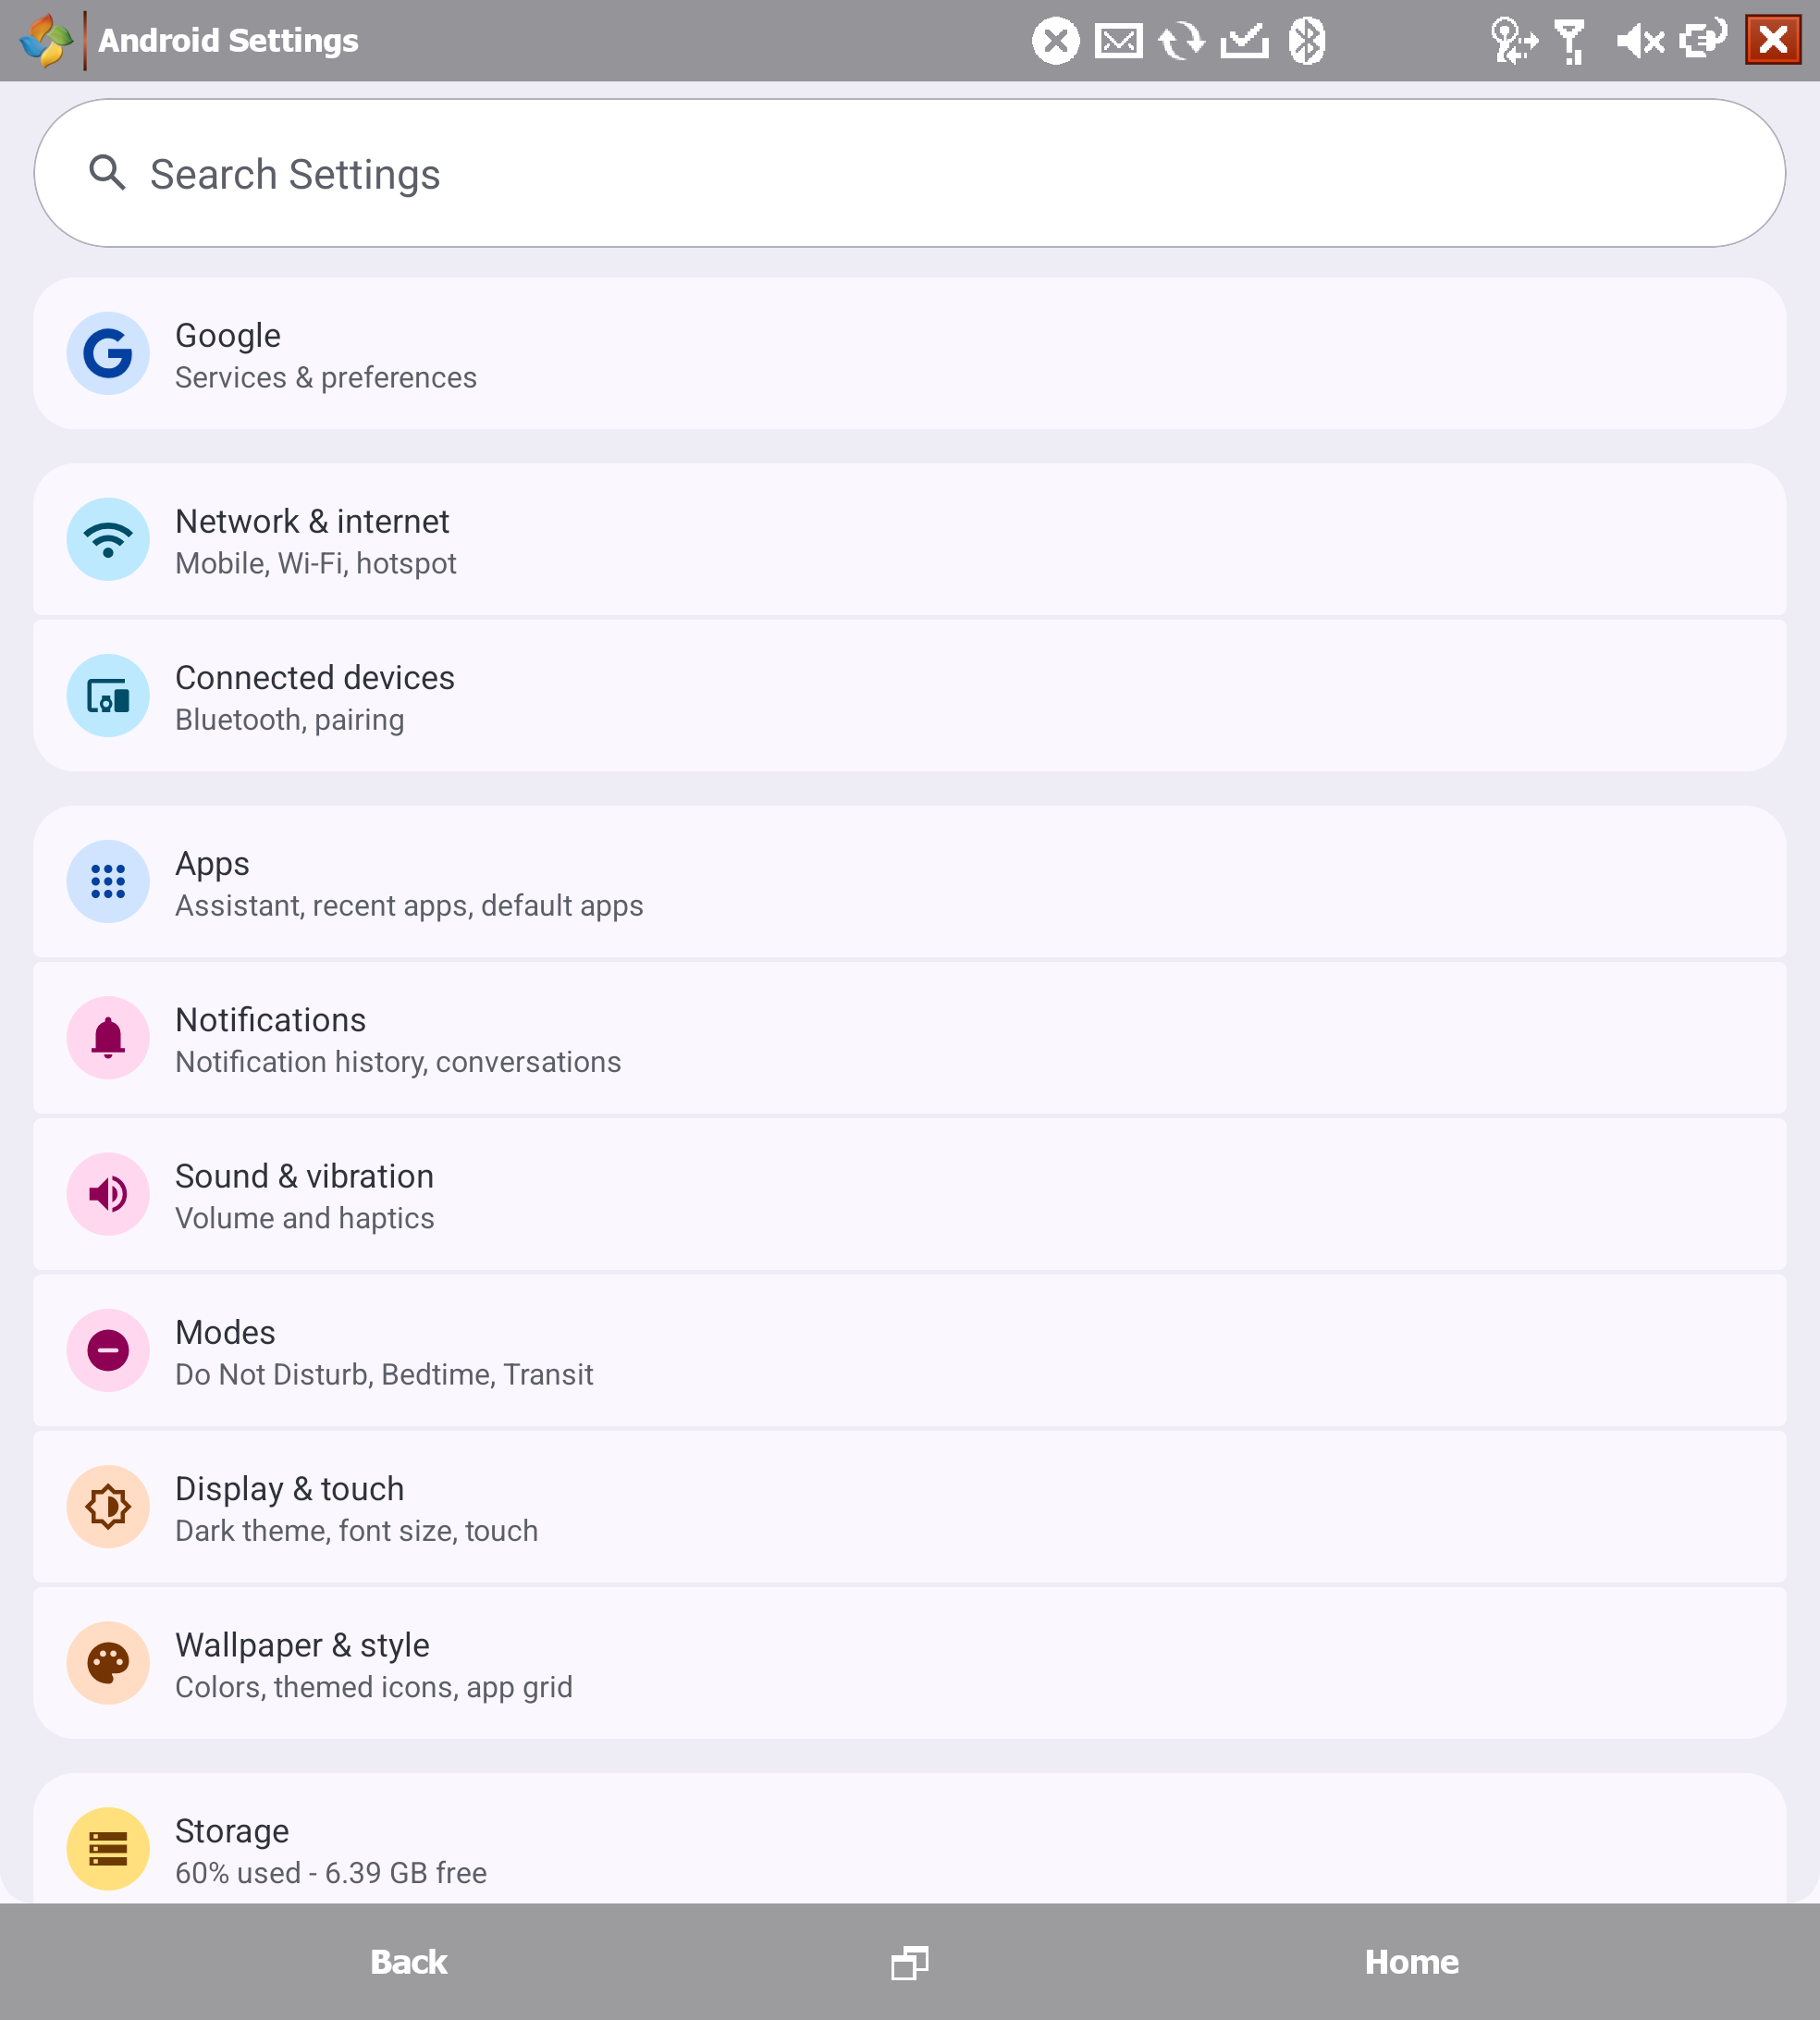 Android Settings
Search Settings
Google
Services & preferences
Network & internet
Mobile, Wi-Fi, hotspot
Connected devices
Bluetooth, pairing
Apps
Assistant, recent apps, default apps
Notifications
Notification history, conversations
Sound & vibration
Volume and haptics
Modes
Do Not Disturb, Bedtime, Transit
Display & touch
Dark theme, font size, touch
Wallpaper & style
Colors, themed icons, app grid
Storage
60% used - 6.39 GB free
Back
Home